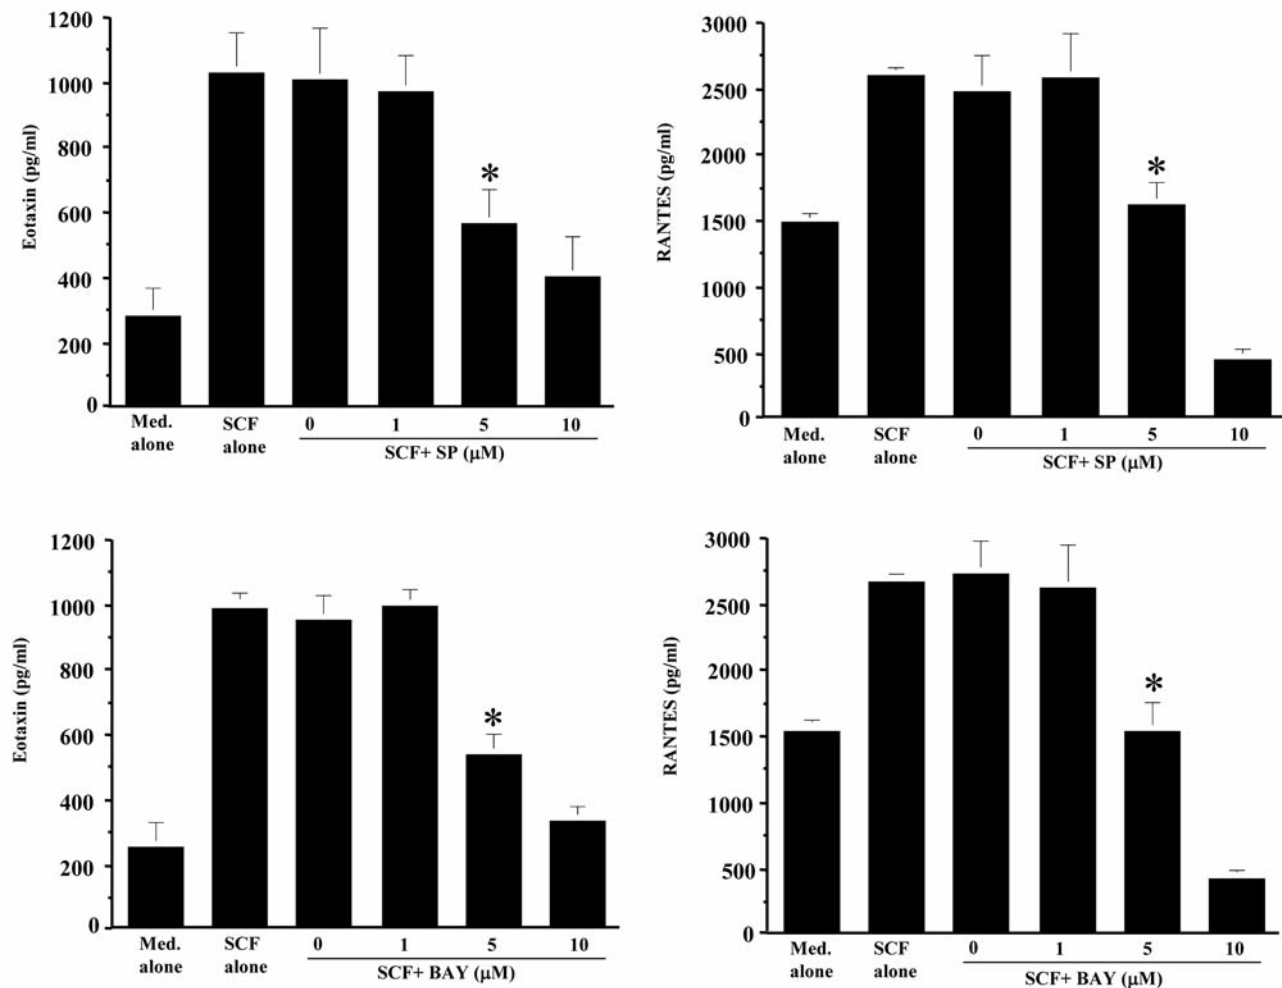 1200
1000
800
600
400
200
0
Eotaxin (pg/ml)
*
Med. alone
SCF alone
0 1 5 10
SCF+ SP (μM)
3000
2500
2000
1500
1000
500
0
RANTES (pg/ml)
*
Med. alone
SCF alone
0 1 5 10
SCF+ SP (μM)
1200
1000
800
600
400
200
0
Eotaxin (pg/ml)
*
Med. alone
SCF alone
0 1 5 10
SCF+ BAY (μM)
3000
2500
2000
1500
1000
500
0
RANTES (pg/ml)
*
Med. alone
SCF alone
0 1 5 10
SCF+ BAY (μM)